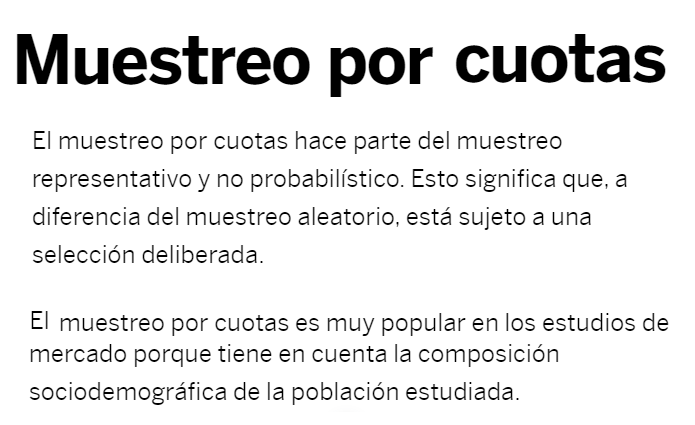 Muestreo por cuotas
El muestreo por cuotas hace parte del muestreo
representativo y no probabilístico. Esto significa que, a
diferencia del muestreo aleatorio, está sujeto a una
selección deliberada.
El muestreo por cuotas es muy popular en los estudios de
mercado porque tiene en cuenta la composición
sociodemográfica de la población estudiada.